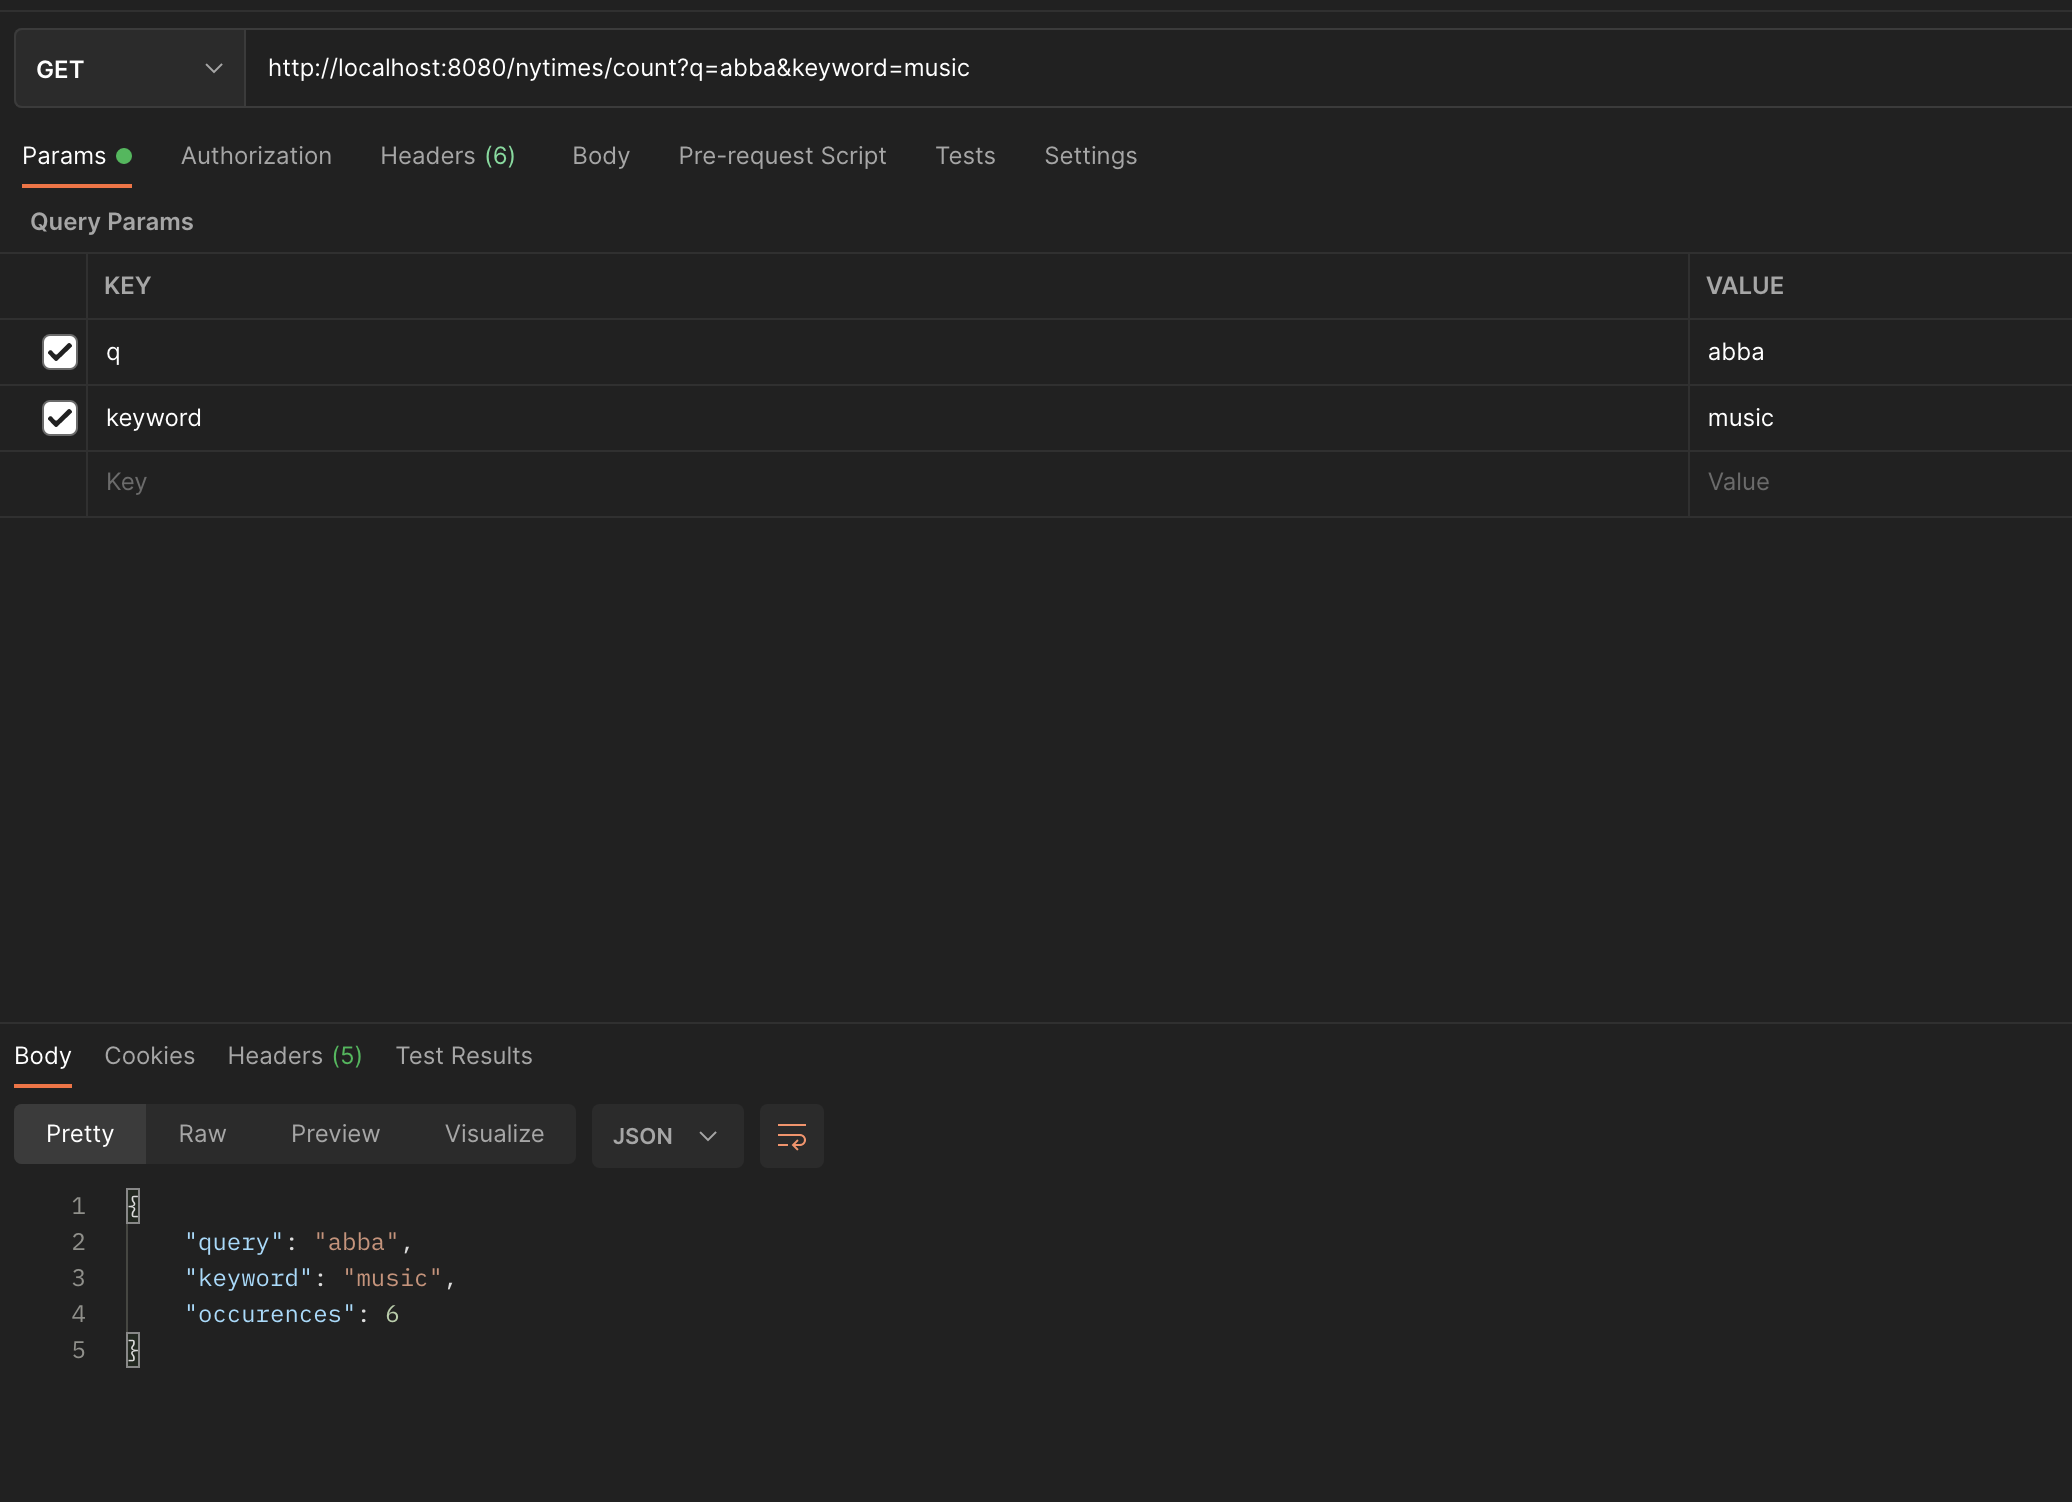 GET http://localhost:8080/nytimes/count?q=abba&keyword=music
Params Authorization Headers (6) Body Pre-request Script Tests Settings
Query Params
KEY VALUE
q abba
keyword music
Key Value
Body Cookies Headers (5) Test Results
Pretty Raw Preview Visualize JSON
1 {
2 "query": "abba",
3 "keyword": "music",
4 "occurences": 6
5 }